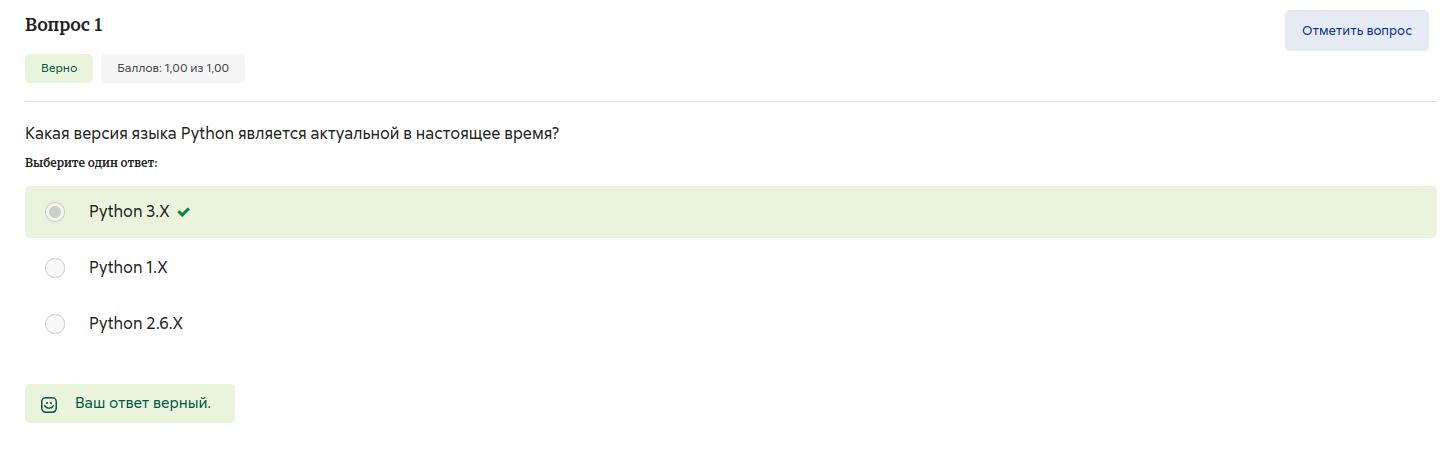 Вопрос 1
Отметить вопрос
Верно
Баллов: 1,00 из 1,00
Какая версия языка Python является актуальной в настоящее время?
Выберите один ответ:
Python 3.X
Python 1.X
Python 2.6.X
Ваш ответ верный.